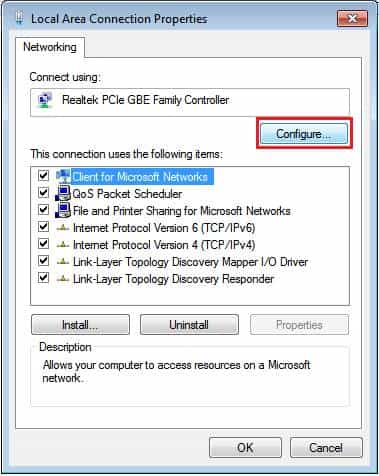 Local Area Connection Properties
Networking
Connect using:
Realtek PCIe GBE Family Controller
Configure...
This connection uses the following items:
Client for Microsoft Networks
QoS Packet Scheduler
File and Printer Sharing for Microsoft Networks
Internet Protocol Version 6 (TCP/IPv6)
Internet Protocol Version 4 (TCP/IPv4)
Link-Layer Topology Discovery Mapper I/O Driver
Link-Layer Topology Discovery Responder
Install... Uninstall Properties
Description
Allows your computer to access resources on a Microsoft
network.
OK Cancel